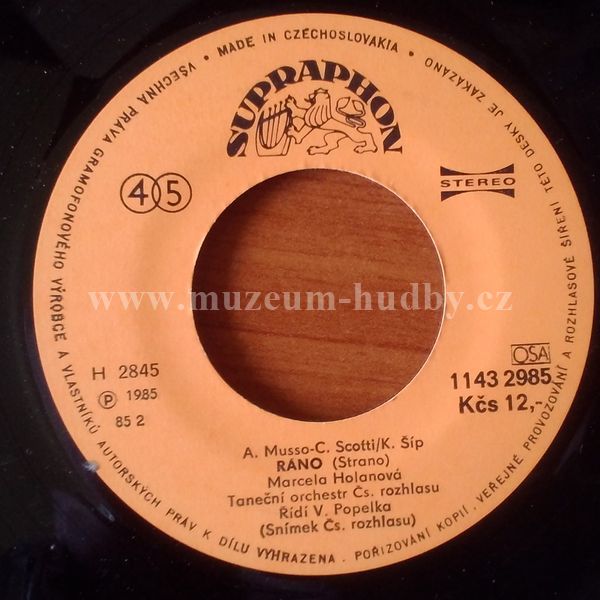 VŠECHNA PRÁVA GRAMOFONOVÉHO VÝROBCE A VLASTNÍKŮ AUTORSKÝCH PRÁV K DÍLU VYHRAZENA. POŘIZOVÁNÍ KOPIÍ, VEŘEJNÉ PROVOZOVÁNÍ A ROZHLASOVÉ ŠÍŘENÍ TÉTO DESKY JE ZAKÁZÁNO • MADE IN CZECHOSLOVAKIA •
SUPRAPHON
45
STEREO
www.muzeum-hudby.cz
H 2845
Ⓟ 1985
85 2
OSA
1143 2985
Kčs 12,-
A. Musso-C. Scotti/K. Šíp
RÁNO (Strano)
Marcela Holanová
Taneční orchestr Čs. rozhlasu
Řídí V. Popelka
(Snímek Čs. rozhlasu)